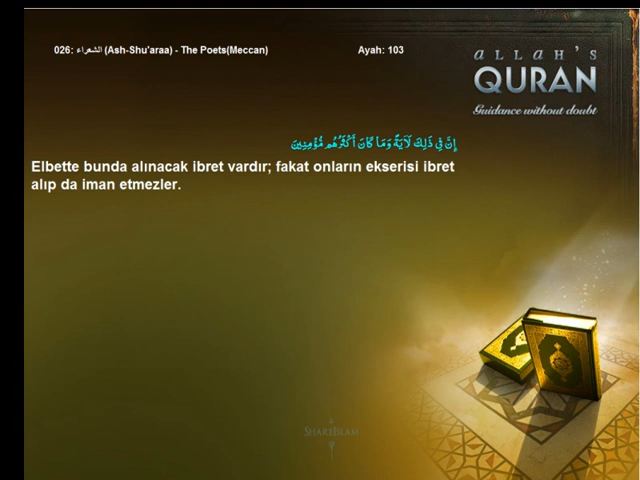 026: الشعراء (Ash-Shu'araa) - The Poets(Meccan) Ayah: 103
ALLAH'S
QURAN
Guidance without doubt
إِنَّ فِي ذَلِكَ لَآيَةً وَمَا كَانَ أَكْثَرُهُم مُّؤْمِنِينَ
Elbette bunda alınacak ibret vardır; fakat onların ekserisi ibret
alıp da iman etmezler.
SHAREISLAM